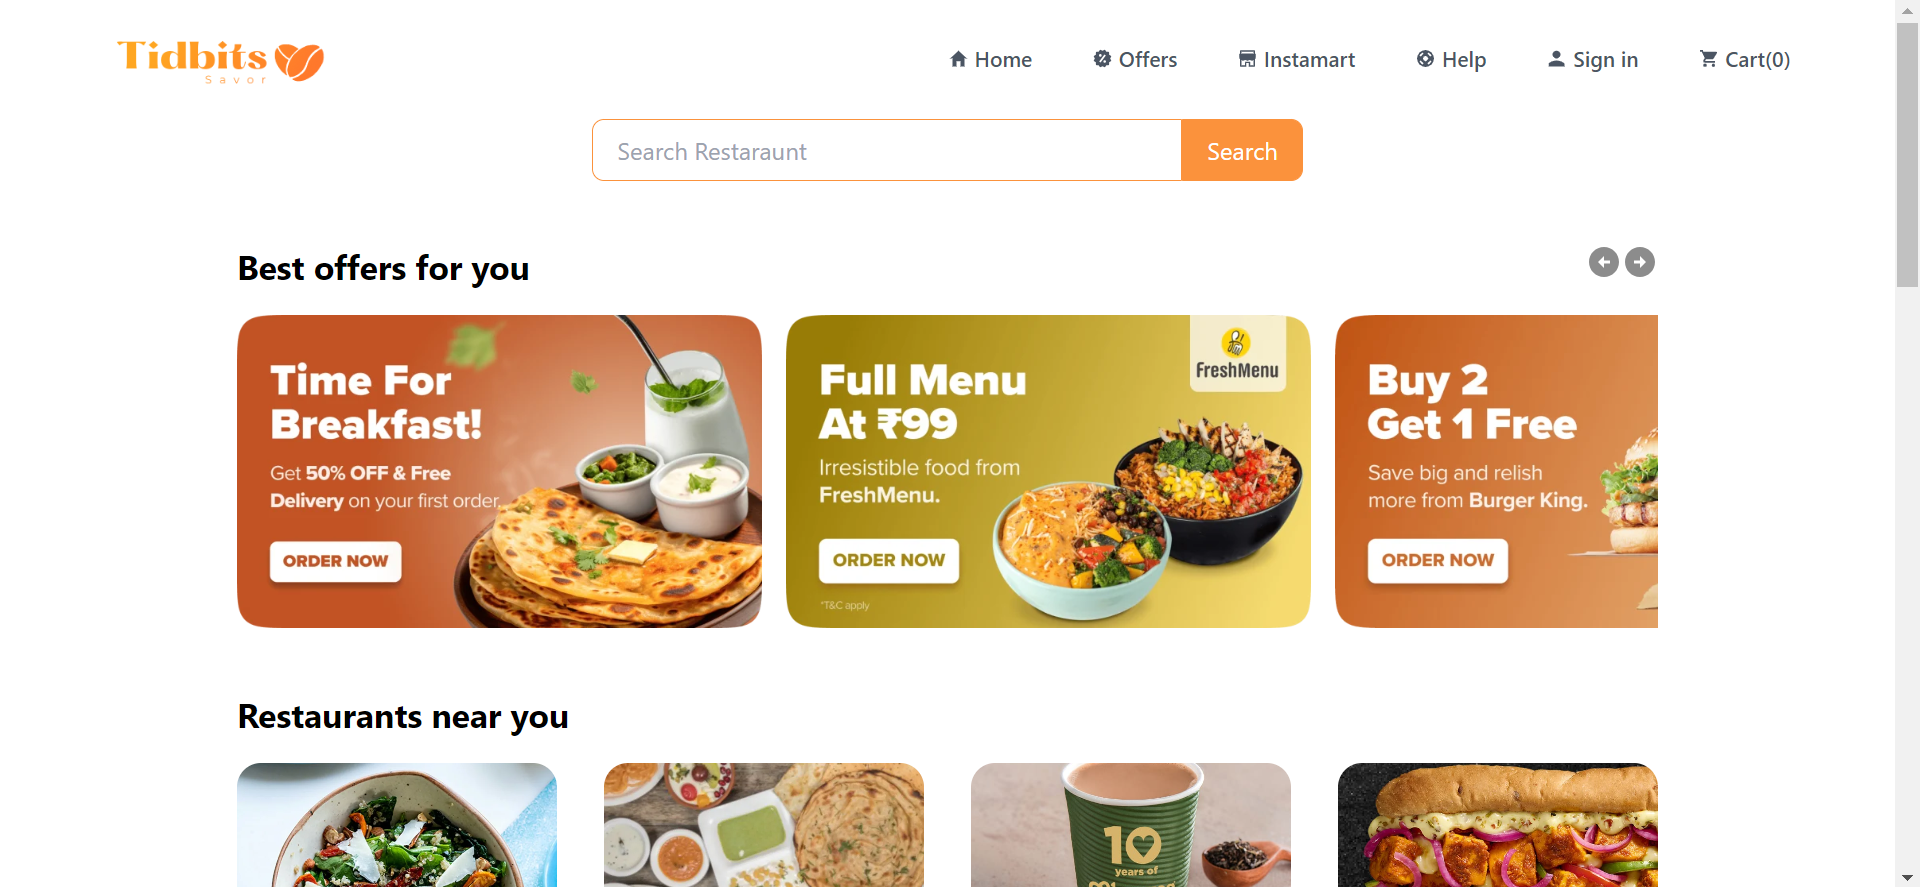 Tidbits
Savor
Home
Offers
Instamart
Help
Sign in
Cart(0)
Search Restaraunt
Search
Best offers for you
Time For
Breakfast!
Get 50% OFF & Free
Delivery on your first order.
ORDER NOW
Full Menu
At ₹99
Irresistible food from
FreshMenu.
ORDER NOW
*T&C apply
FreshMenu
Buy 2
Get 1 Free
Save big and relish
more from Burger King.
ORDER NOW
Restaurants near you
10
years of